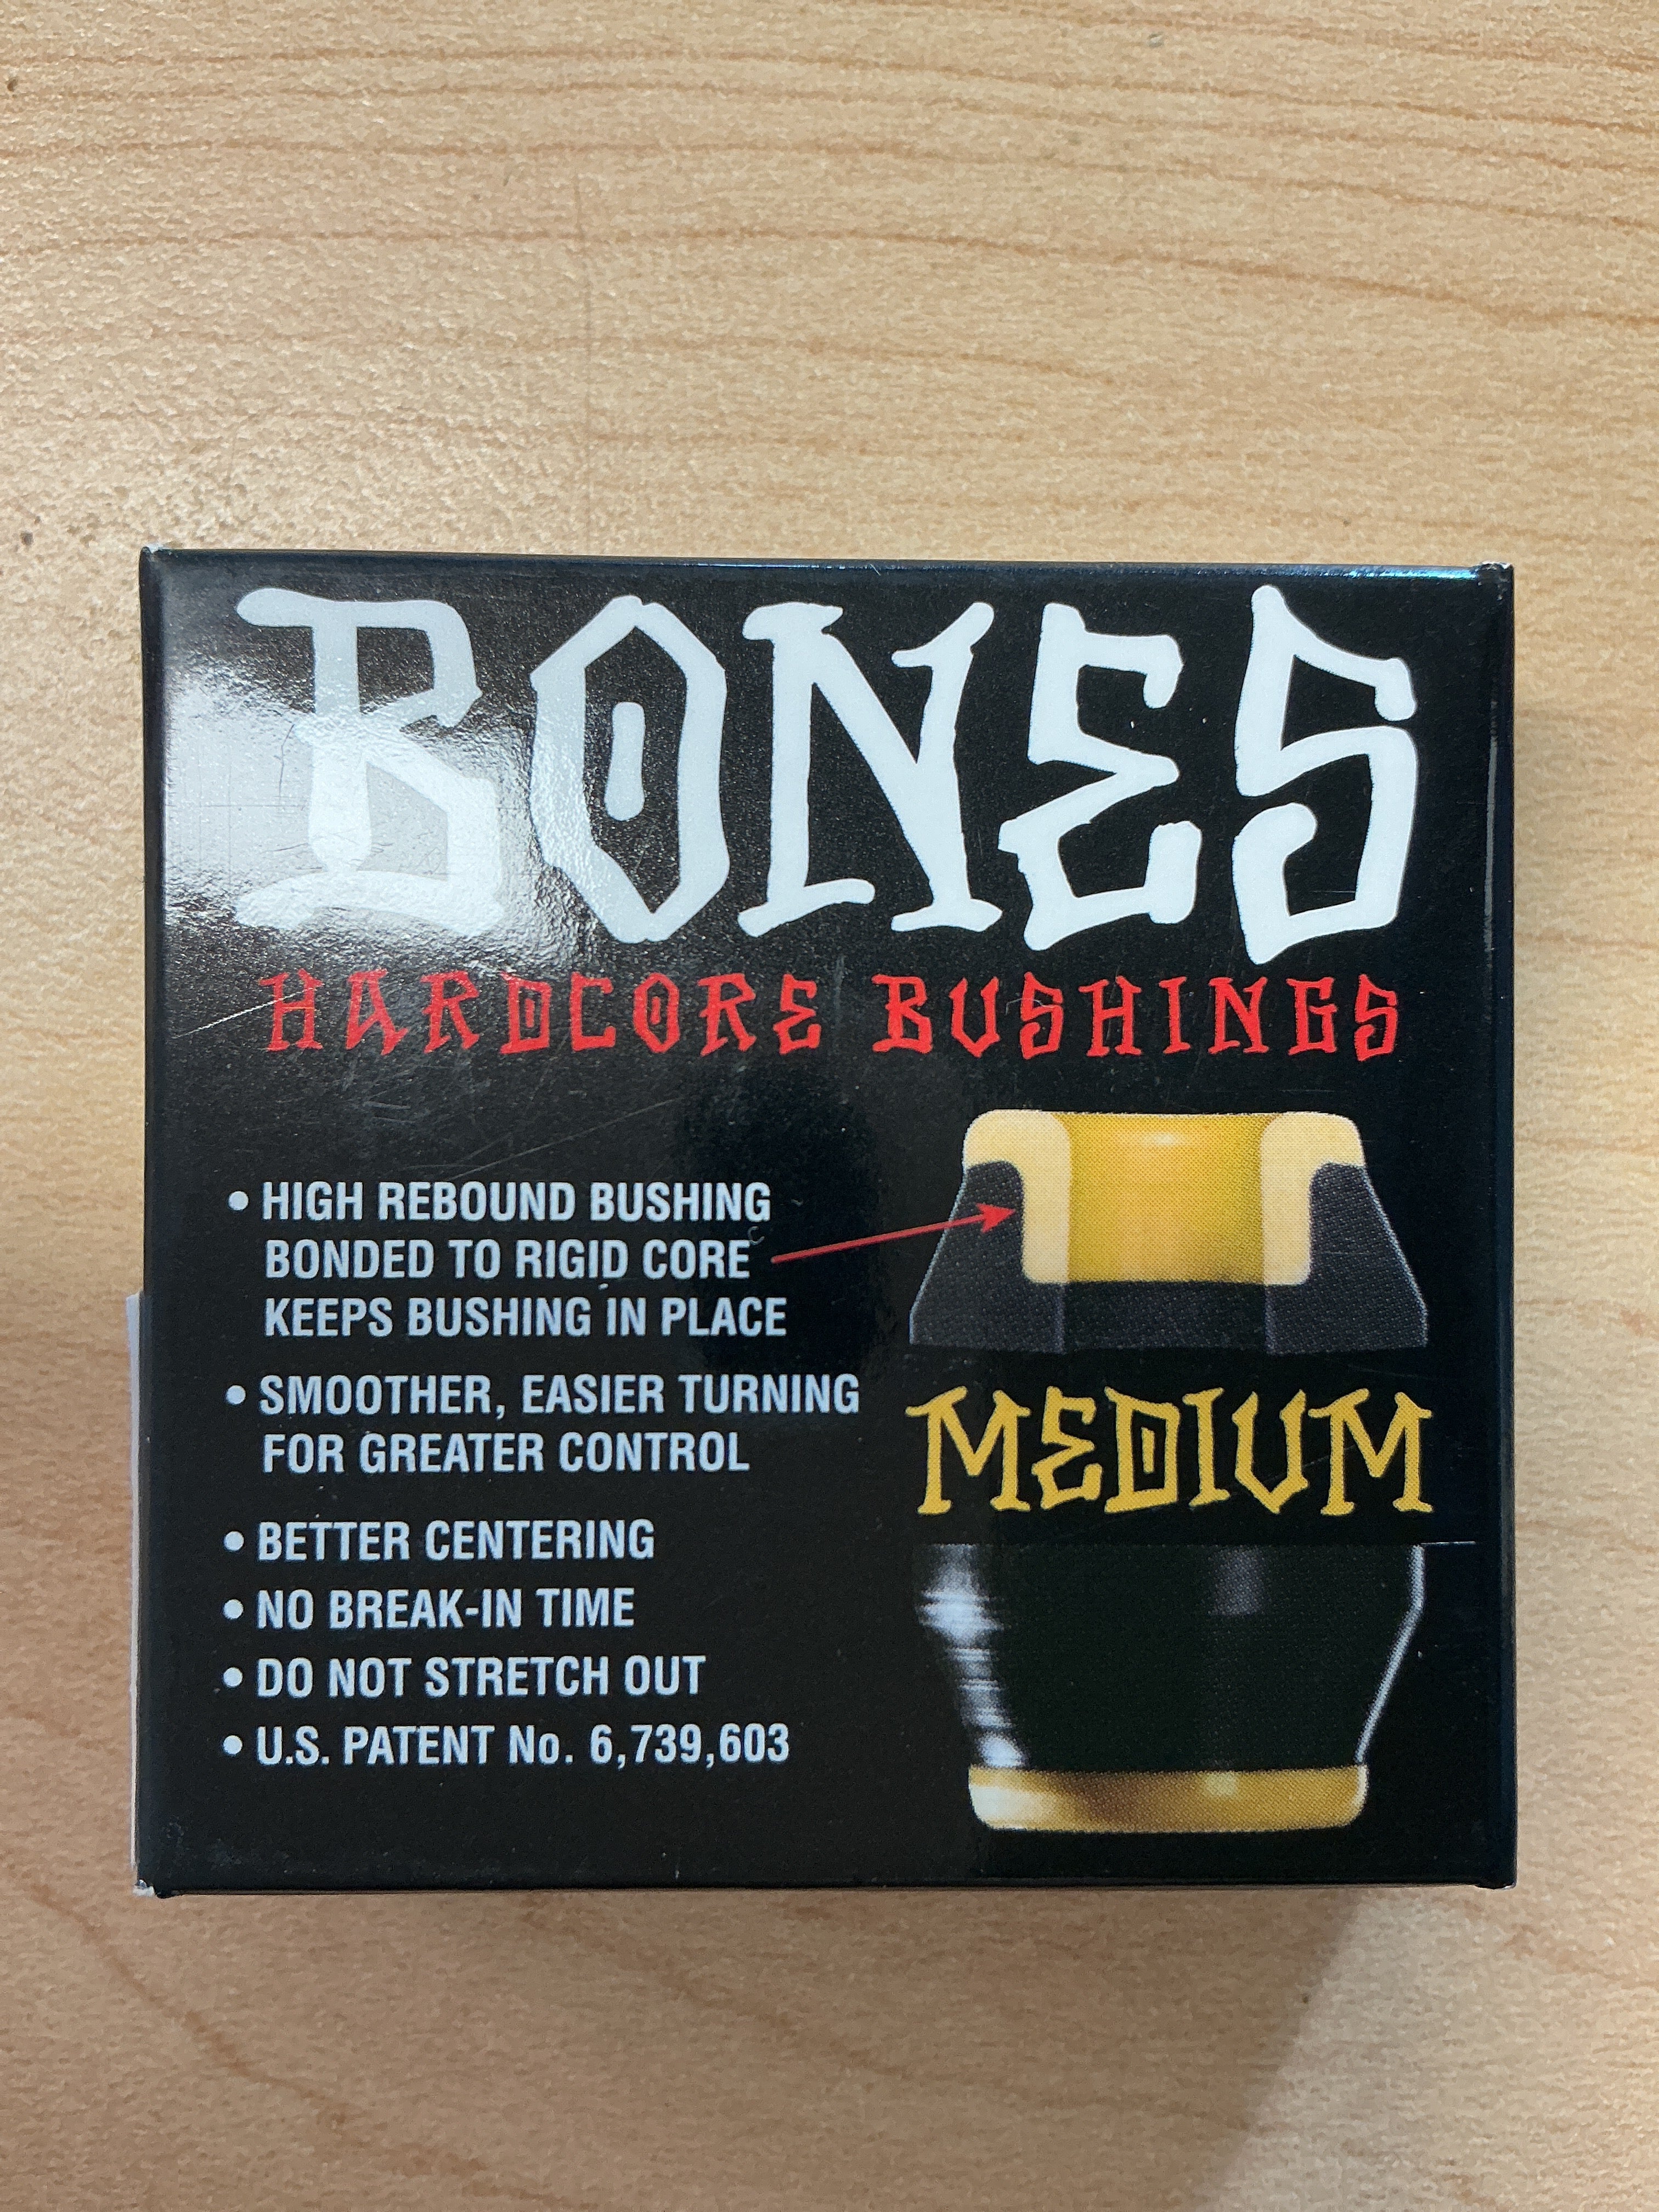 BONES
HARDCORE BUSHINGS
• HIGH REBOUND BUSHING
BONDED TO RIGID CORE
KEEPS BUSHING IN PLACE
• SMOOTHER, EASIER TURNING
FOR GREATER CONTROL
• BETTER CENTERING
• NO BREAK-IN TIME
• DO NOT STRETCH OUT
• U.S. PATENT No. 6,739,603
MEDIUM